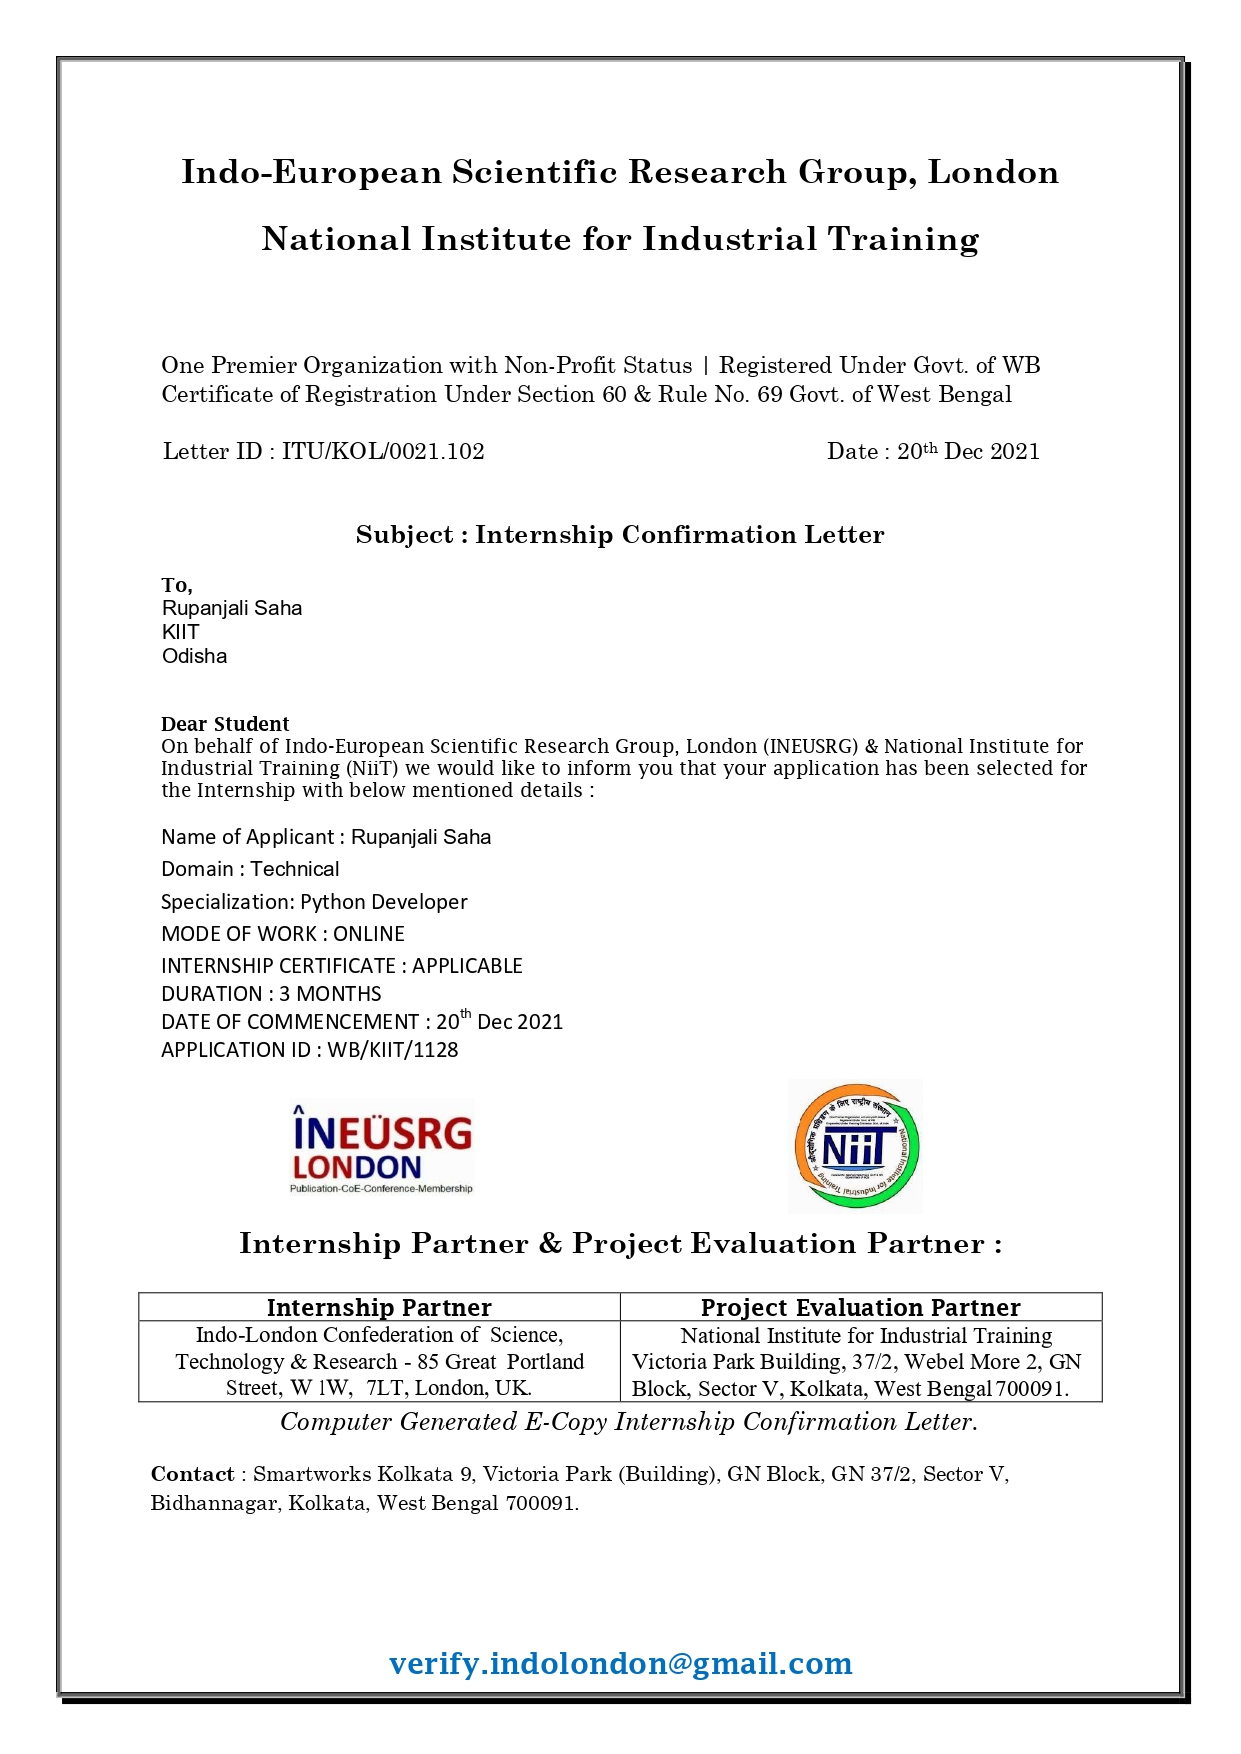 Indo-European Scientific Research Group, London
National Institute for Industrial Training
One Premier Organization with Non-Profit Status | Registered Under Govt. of WB
Certificate of Registration Under Section 60 & Rule No. 69 Govt. of West Bengal
Letter ID : ITU/KOL/0021.102 Date : 20th Dec 2021
Subject : Internship Confirmation Letter
To,
Rupanjali Saha
KIIT
Odisha
Dear Student
On behalf of Indo-European Scientific Research Group, London (INEUSRG) & National Institute for
Industrial Training (NiiT) we would like to inform you that your application has been selected for
the Internship with below mentioned details :
Name of Applicant : Rupanjali Saha
Domain : Technical
Specialization: Python Developer
MODE OF WORK : ONLINE
INTERNSHIP CERTIFICATE : APPLICABLE
DURATION : 3 MONTHS
DATE OF COMMENCEMENT : 20th Dec 2021
APPLICATION ID : WB/KIIT/1128
ÎNEÜSRG
LONDON
Publication-CoE-Conference-Membership
औद्योगिक प्रशिक्षण के लिए राष्ट्रीय संस्थान
NiiT
National Institute for Industrial Training
Internship Partner & Project Evaluation Partner :
Internship Partner
Indo-London Confederation of Science,
Technology & Research - 85 Great Portland
Street, W 1W, 7LT, London, UK.
Project Evaluation Partner
National Institute for Industrial Training
Victoria Park Building, 37/2, Webel More 2, GN
Block, Sector V, Kolkata, West Bengal 700091.
Computer Generated E-Copy Internship Confirmation Letter.
Contact : Smartworks Kolkata 9, Victoria Park (Building), GN Block, GN 37/2, Sector V,
Bidhannagar, Kolkata, West Bengal 700091.
verify.indolondon@gmail.com